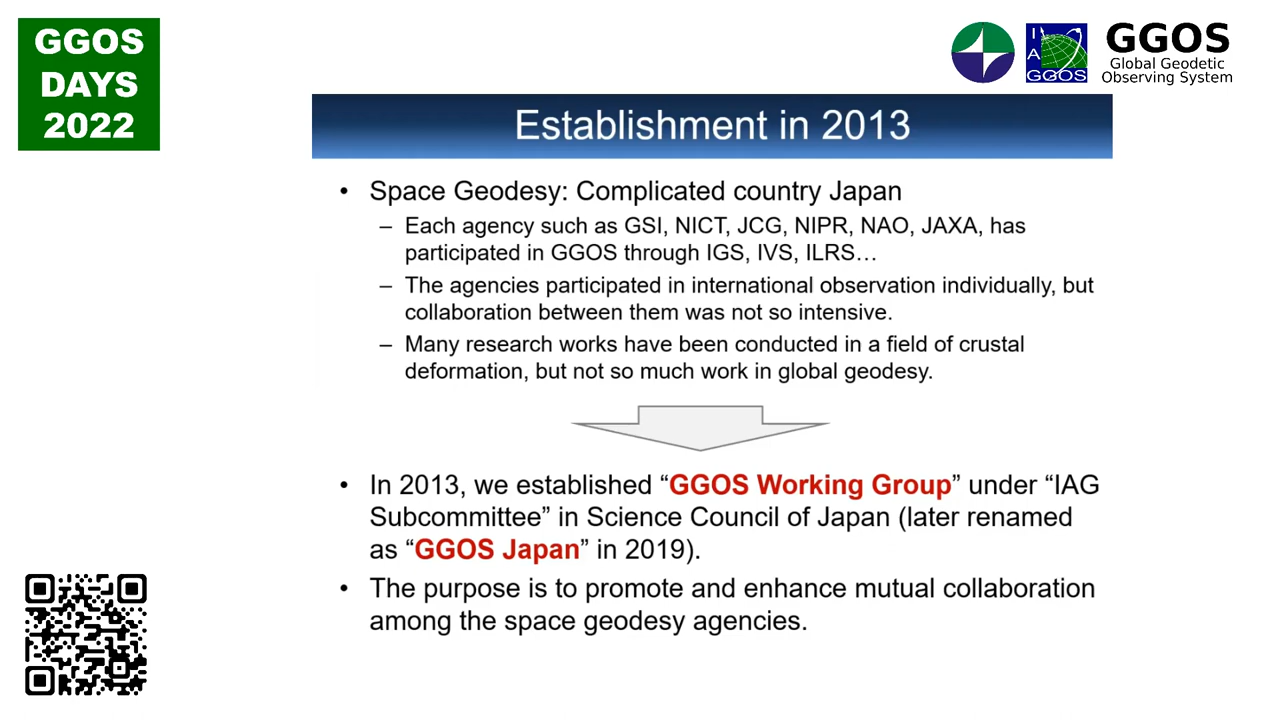 GGOS
DAYS
2022
I
A
G
GGOS
GGOS
Global Geodetic
Observing System
Establishment in 2013
• Space Geodesy: Complicated country Japan
– Each agency such as GSI, NICT, JCG, NIPR, NAO, JAXA, has
participated in GGOS through IGS, IVS, ILRS…
– The agencies participated in international observation individually, but
collaboration between them was not so intensive.
– Many research works have been conducted in a field of crustal
deformation, but not so much work in global geodesy.
• In 2013, we established “GGOS Working Group” under “IAG
Subcommittee” in Science Council of Japan (later renamed
as “GGOS Japan” in 2019).
• The purpose is to promote and enhance mutual collaboration
among the space geodesy agencies.